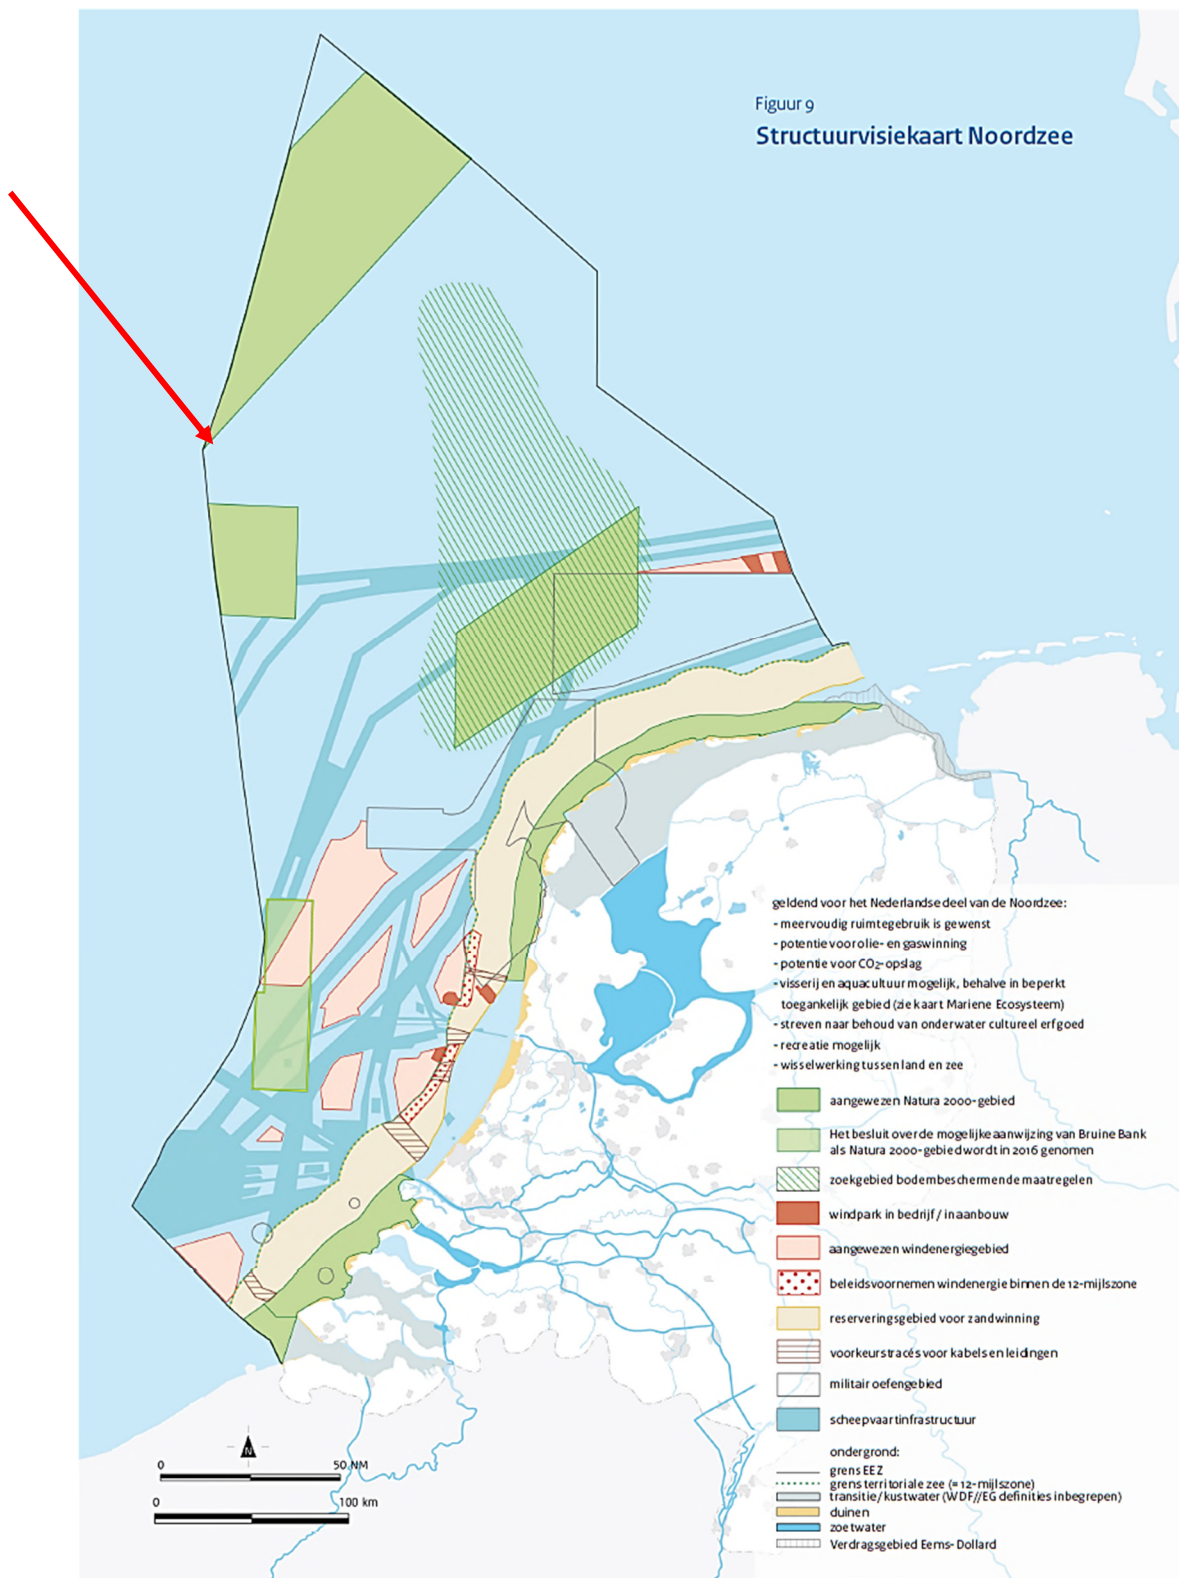 Figuur 9
Structuurvisiekaart Noordzee
geldend voor het Nederlandse deel van de Noordzee:
- meervoudig ruimtegebruik is gewenst
- potentie voor olie- en gaswinning
- potentie voor CO₂-opslag
- visserij en aquacultuur mogelijk, behalve in beperkt
toegankelijk gebied (zie kaart Mariene Ecosysteem)
- streven naar behoud van onderwater cultureel erfgoed
- recreatie mogelijk
- wisselwerking tussen land en zee
aangewezen Natura 2000-gebied
Het besluit over de mogelijke aanwijzing van Bruine Bank
als Natura 2000-gebied wordt in 2016 genomen
zoekgebied bodembeschermende maatregelen
windpark in bedrijf / in aanbouw
aangewezen windenergiegebied
beleidsvoornemen windenergie binnen de 12-mijlszone
reserveringsgebied voor zandwinning
voorkeurstracés voor kabels en leidingen
militair oefengebied
scheepvaartinfrastructuur
ondergrond:
grens EEZ
grens territoriale zee (= 12-mijlszone)
transitie/kustwater (WDF//EG definities inbegrepen)
duinen
zoetwater
Verdragsgebied Eems-Dollard
N
0 50 NM
0 100 km